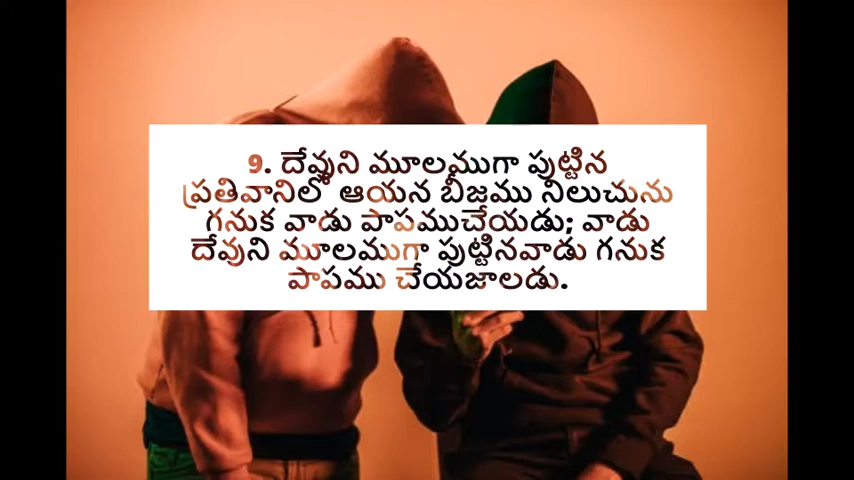 9. దేవుని మూలముగా పుట్టిన
ప్రతివానిలో ఆయన బీజము నిలుచును
గనుక వాడు పాపముచేయడు; వాడు
దేవుని మూలముగా పుట్టినవాడు గనుక
పాపము చేయజాలడు.